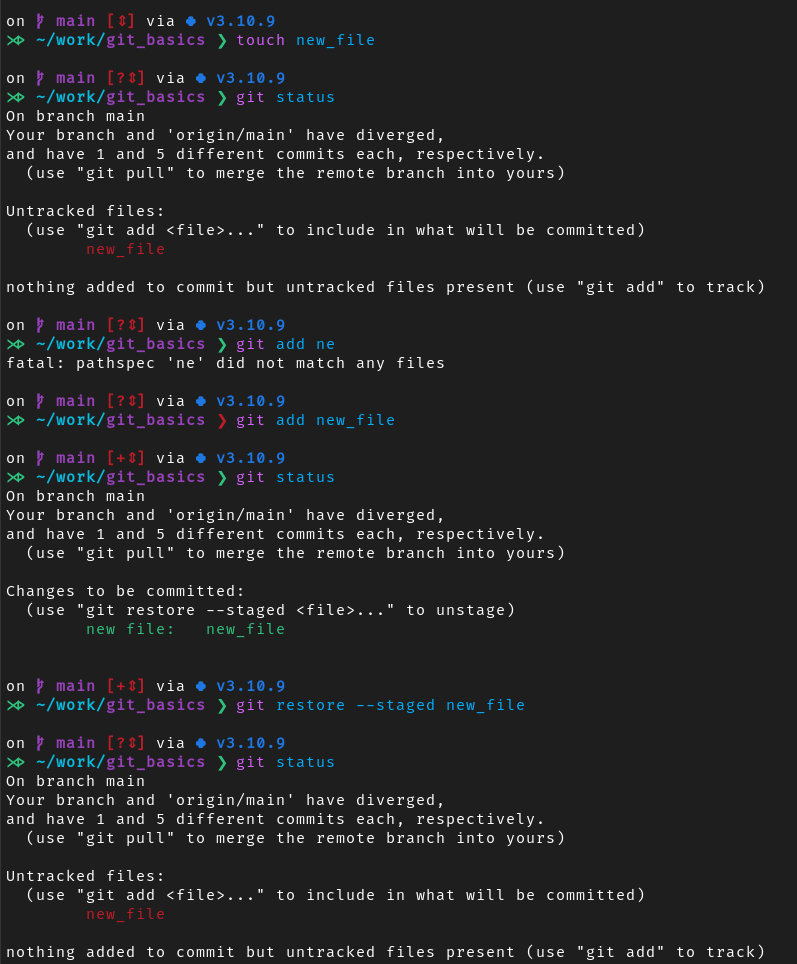 on main [⇕] via v3.10.9
~/work/git_basics ❯ touch new_file
on main [?⇕] via v3.10.9
~/work/git_basics ❯ git status
On branch main
Your branch and 'origin/main' have diverged,
and have 1 and 5 different commits each, respectively.
  (use "git pull" to merge the remote branch into yours)
Untracked files:
  (use "git add <file>..." to include in what will be committed)
        new_file
nothing added to commit but untracked files present (use "git add" to track)
on main [?⇕] via v3.10.9
~/work/git_basics ❯ git add ne
fatal: pathspec 'ne' did not match any files
on main [?⇕] via v3.10.9
~/work/git_basics ❯ git add new_file
on main [+⇕] via v3.10.9
~/work/git_basics ❯ git status
On branch main
Your branch and 'origin/main' have diverged,
and have 1 and 5 different commits each, respectively.
  (use "git pull" to merge the remote branch into yours)
Changes to be committed:
  (use "git restore --staged <file>..." to unstage)
        new file:   new_file
on main [+⇕] via v3.10.9
~/work/git_basics ❯ git restore --staged new_file
on main [?⇕] via v3.10.9
~/work/git_basics ❯ git status
On branch main
Your branch and 'origin/main' have diverged,
and have 1 and 5 different commits each, respectively.
  (use "git pull" to merge the remote branch into yours)
Untracked files:
  (use "git add <file>..." to include in what will be committed)
        new_file
nothing added to commit but untracked files present (use "git add" to track)